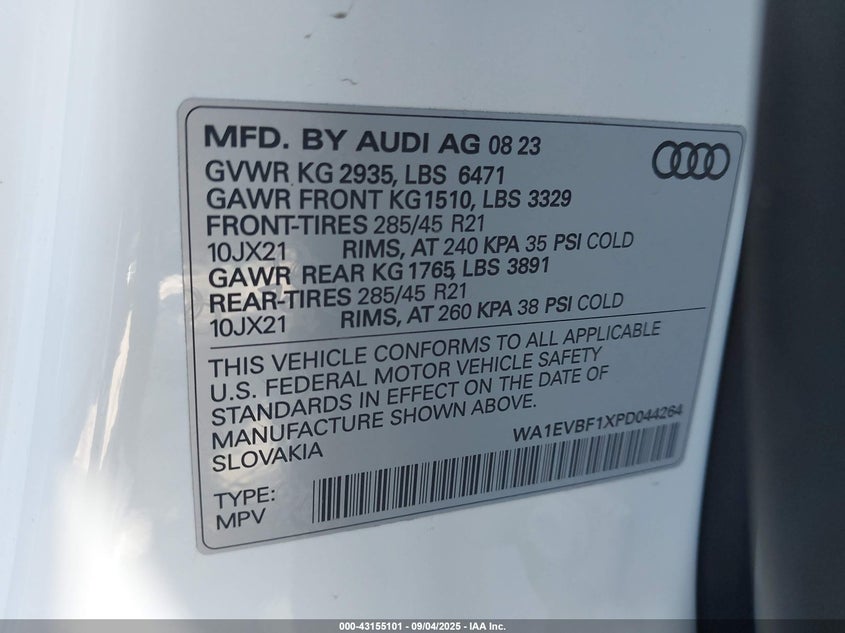 MFD. BY AUDI AG 08 23
GVWR KG 2935, LBS 6471
GAWR FRONT KG1510, LBS 3329
FRONT-TIRES 285/45 R21
10JX21 RIMS, AT 240 KPA 35 PSI COLD
GAWR REAR KG 1765, LBS 3891
REAR-TIRES 285/45 R21
10JX21 RIMS, AT 260 KPA 38 PSI COLD
THIS VEHICLE CONFORMS TO ALL APPLICABLE
U.S. FEDERAL MOTOR VEHICLE SAFETY
STANDARDS IN EFFECT ON THE DATE OF
MANUFACTURE SHOWN ABOVE.
SLOVAKIA
WA1EVBF1XPD044264
TYPE:
MPV
000-43155101 - 09/04/2025 - IAA Inc.